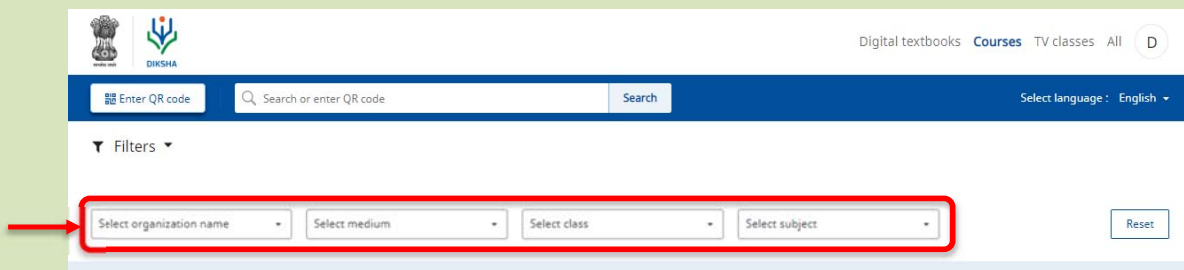 DIKSHA
Digital textbooks Courses TV classes All D
Enter QR code Search or enter QR code Search Select language : English
Filters
Select organization name Select medium Select class Select subject Reset